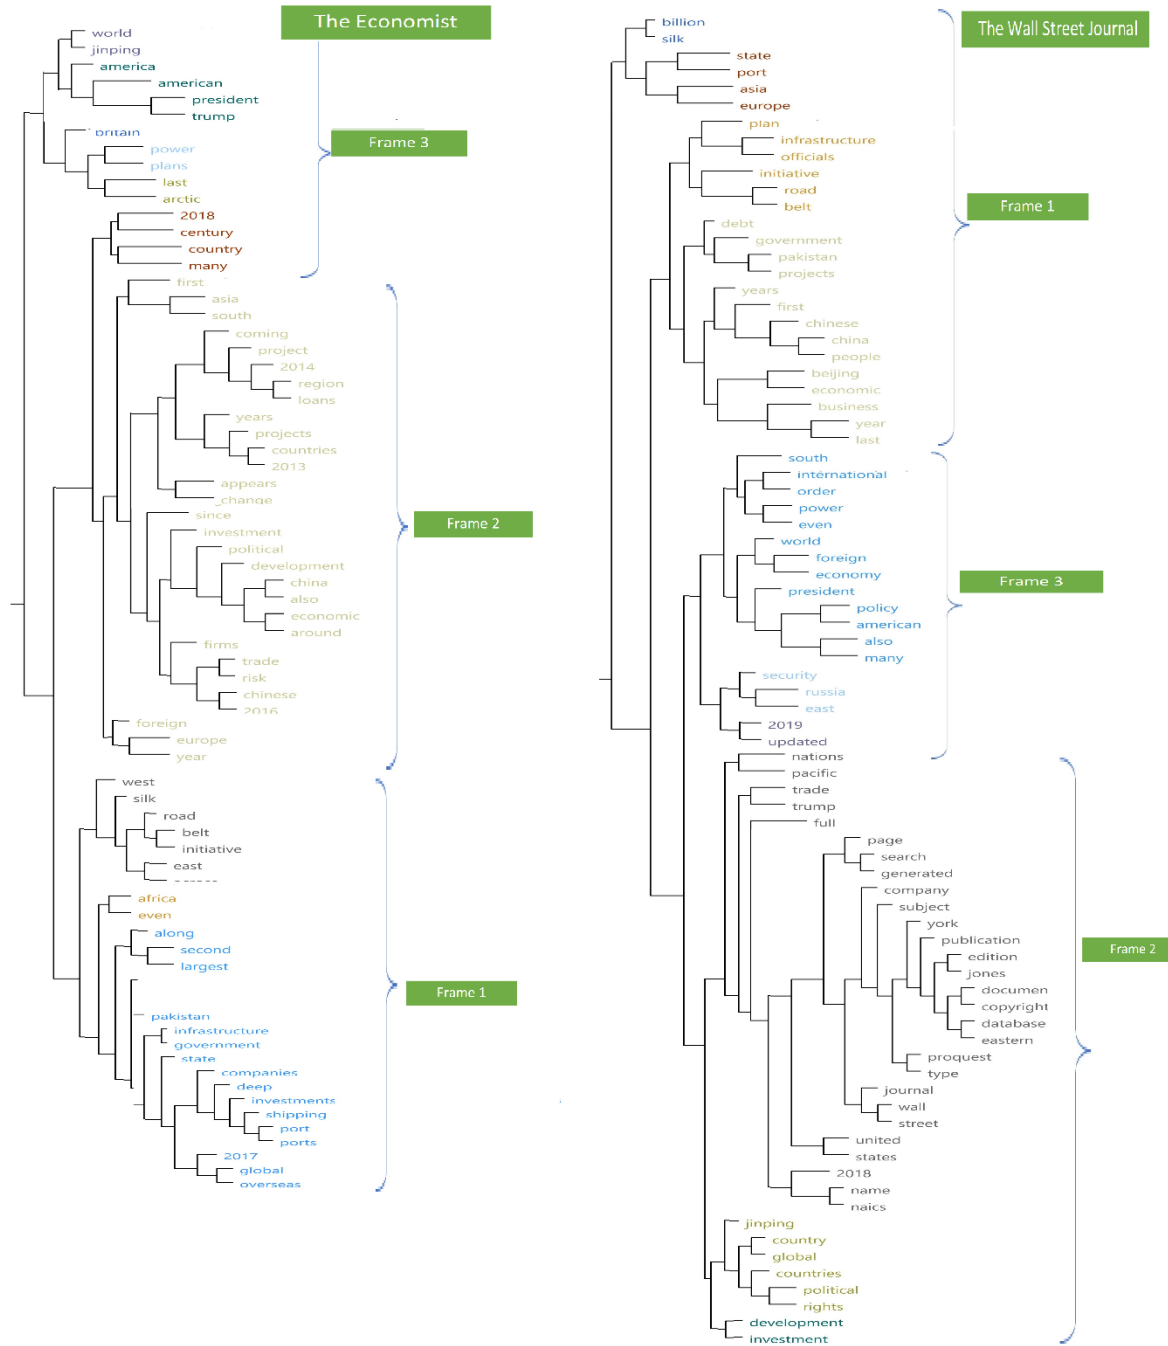 The Economist
world
jinping
america
american
president
trump
britain
power
plans
last
arctic
2018
century
country
many
Frame 3
first
asia
south
coming
project
2014
region
loans
years
projects
countries
2013
appears
change
since
investment
political
development
china
also
economic
around
firms
trade
risk
chinese
2016
foreign
europe
year
Frame 2
west
silk
road
belt
initiative
east
africa
even
along
second
largest
pakistan
infrastructure
government
state
companies
deep
investments
shipping
port
ports
2017
global
overseas
Frame 1
The Wall Street Journal
billion
silk
state
port
asia
europe
plan
infrastructure
officials
initiative
road
belt
debt
government
pakistan
projects
years
first
chinese
china
people
beijing
economic
business
year
last
Frame 1
south
international
order
power
even
world
foreign
economy
president
policy
american
also
many
security
russia
east
2019
updated
Frame 3
nations
pacific
trade
trump
full
page
search
generated
company
subject
york
publication
edition
jones
documen
copyright
database
eastern
proquest
type
journal
wall
street
united
states
2018
name
naics
jinping
country
global
countries
political
rights
development
investment
Frame 2